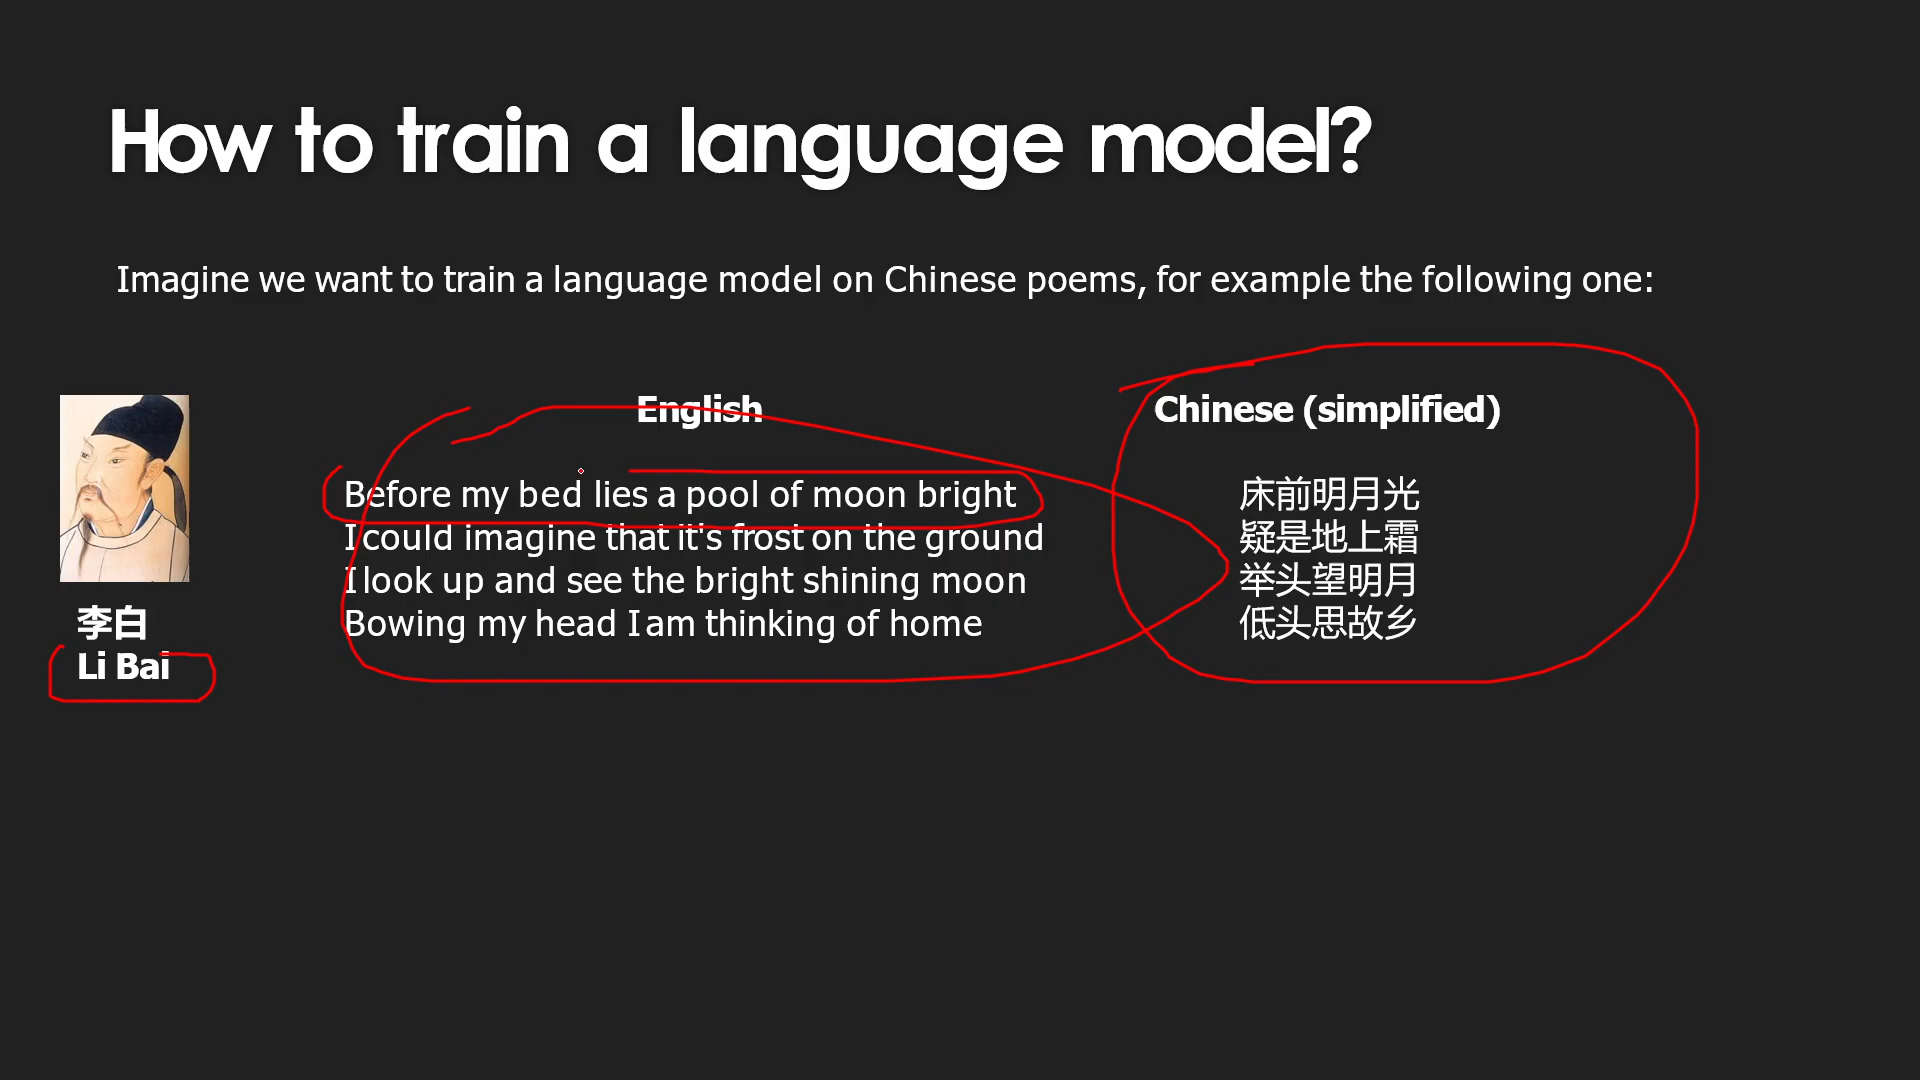 How to train a language model?
Imagine we want to train a language model on Chinese poems, for example the following one:
李白
Li Bai
English
Before my bed lies a pool of moon bright
I could imagine that it's frost on the ground
I look up and see the bright shining moon
Bowing my head I am thinking of home
Chinese (simplified)
床前明月光
疑是地上霜
举头望明月
低头思故乡